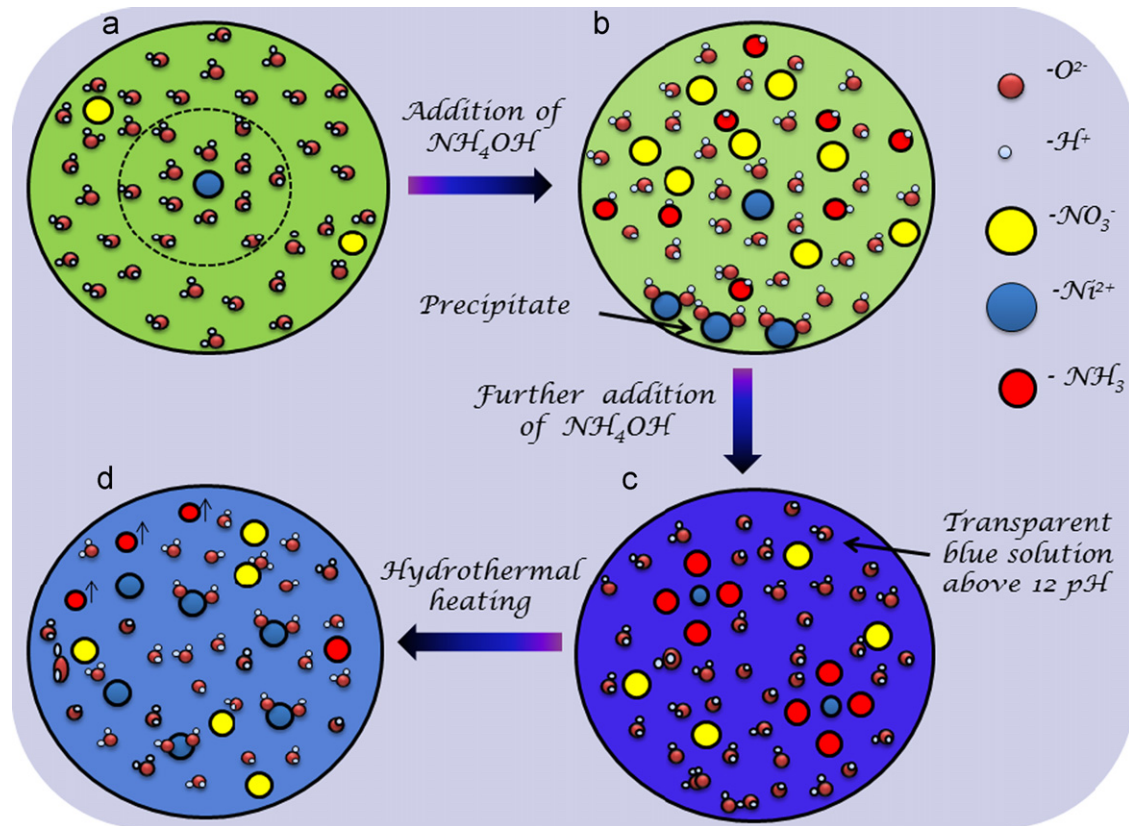 a
b
Addition of
NH₄OH
-O²⁻
-H⁺
-NO₃⁻
-Ni²⁺
- NH₃
Precipitate
Further addition
of NH₄OH
d
c
Hydrothermal
heating
Transparent
blue solution
above 12 pH